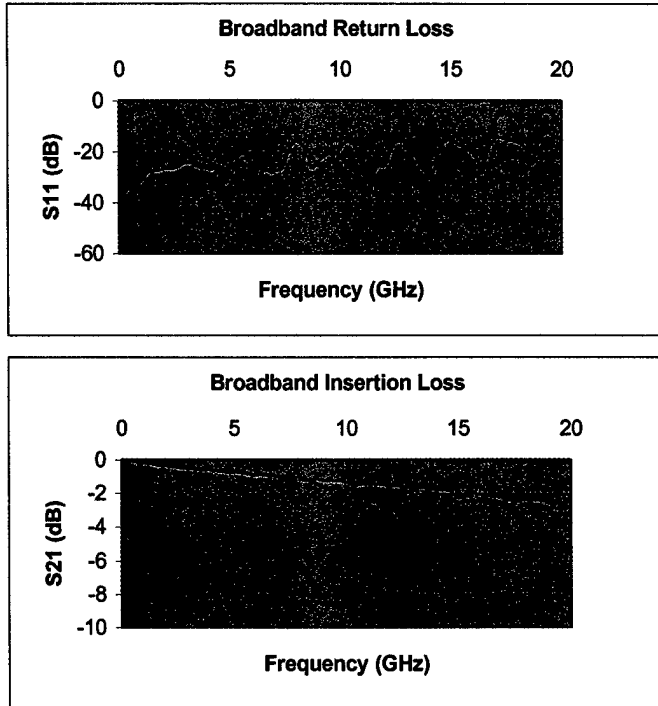 Broadband Return Loss
0 5 10 15 20
0
-20
-40
-60
S11 (dB)
Frequency (GHz)
Broadband Insertion Loss
0 5 10 15 20
0
-2
-4
-6
-8
-10
S21 (dB)
Frequency (GHz)